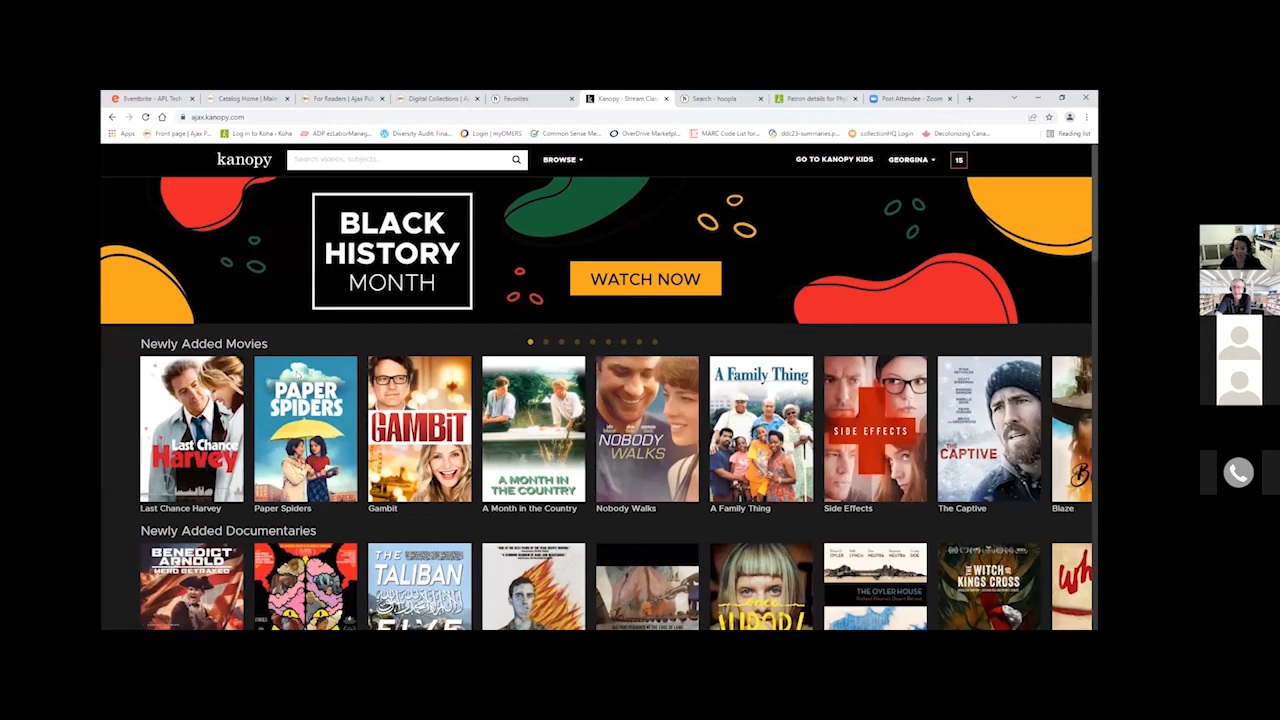 Eventbrite - APL Tech
Catalog Home | Main
For Readers | Ajax Pu
Digital Collections | A
Favorites
Kanopy - Stream Cla
Search - hoopla
Patron details for Phy
Post Attendee - Zoom
ajax.kanopy.com
Apps
Front page | Ajax P...
Log in to Koha - Koha
ADP ezLaborManag...
Diversity Audit: Fina...
Login | myOMERS
Common Sense Me...
OverDrive Marketpl...
MARC Code List for...
ddc23-summaries.p...
collectionHQ Login
Decolonizing Cana...
Reading list
kanopy
Search videos, subjects...
BROWSE
GO TO KANOPY KIDS
GEORGINA
15
BLACK
HISTORY
MONTH
WATCH NOW
Newly Added Movies
Last Chance
Harvey
PAPER
SPIDERS
GAMBIT
A MONTH IN
THE COUNTRY
NOBODY
WALKS
A Family Thing
SIDE EFFECTS
THE
CAPTIVE
B
Last Chance Harvey
Paper Spiders
Gambit
A Month in the Country
Nobody Walks
A Family Thing
Side Effects
The Captive
Blaze
Newly Added Documentaries
BENEDICT
ARNOLD
HERO BETRAYED
THE
TALIBAN
FIVE
once
AURORA
THE OYLER HOUSE
THE WITCH OF
KINGS CROSS
Wh